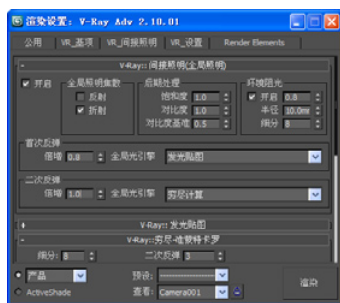 渲染设置: V-Ray Adv 2.10.01
公用 VR_基项 VR_间接照明 VR_设置 Render Elements
- V-Ray:: 间接照明(全局照明)
开启 全局照明焦散 后期处理 环境阻光
反射 饱和度 1.0 开启 0.8
折射 对比度 1.0 半径 10.0mm
对比度基准 0.5 细分 8
首次反弹
倍增 0.8 全局光引擎 发光贴图
二次反弹
倍增 1.0 全局光引擎 穷尽计算
+ V-Ray:: 发光贴图
- V-Ray::穷尽-准蒙特卡罗
细分: 8 二次反弹 3
产品 预设: --------------------
ActiveShade 查看: Camera001 渲染